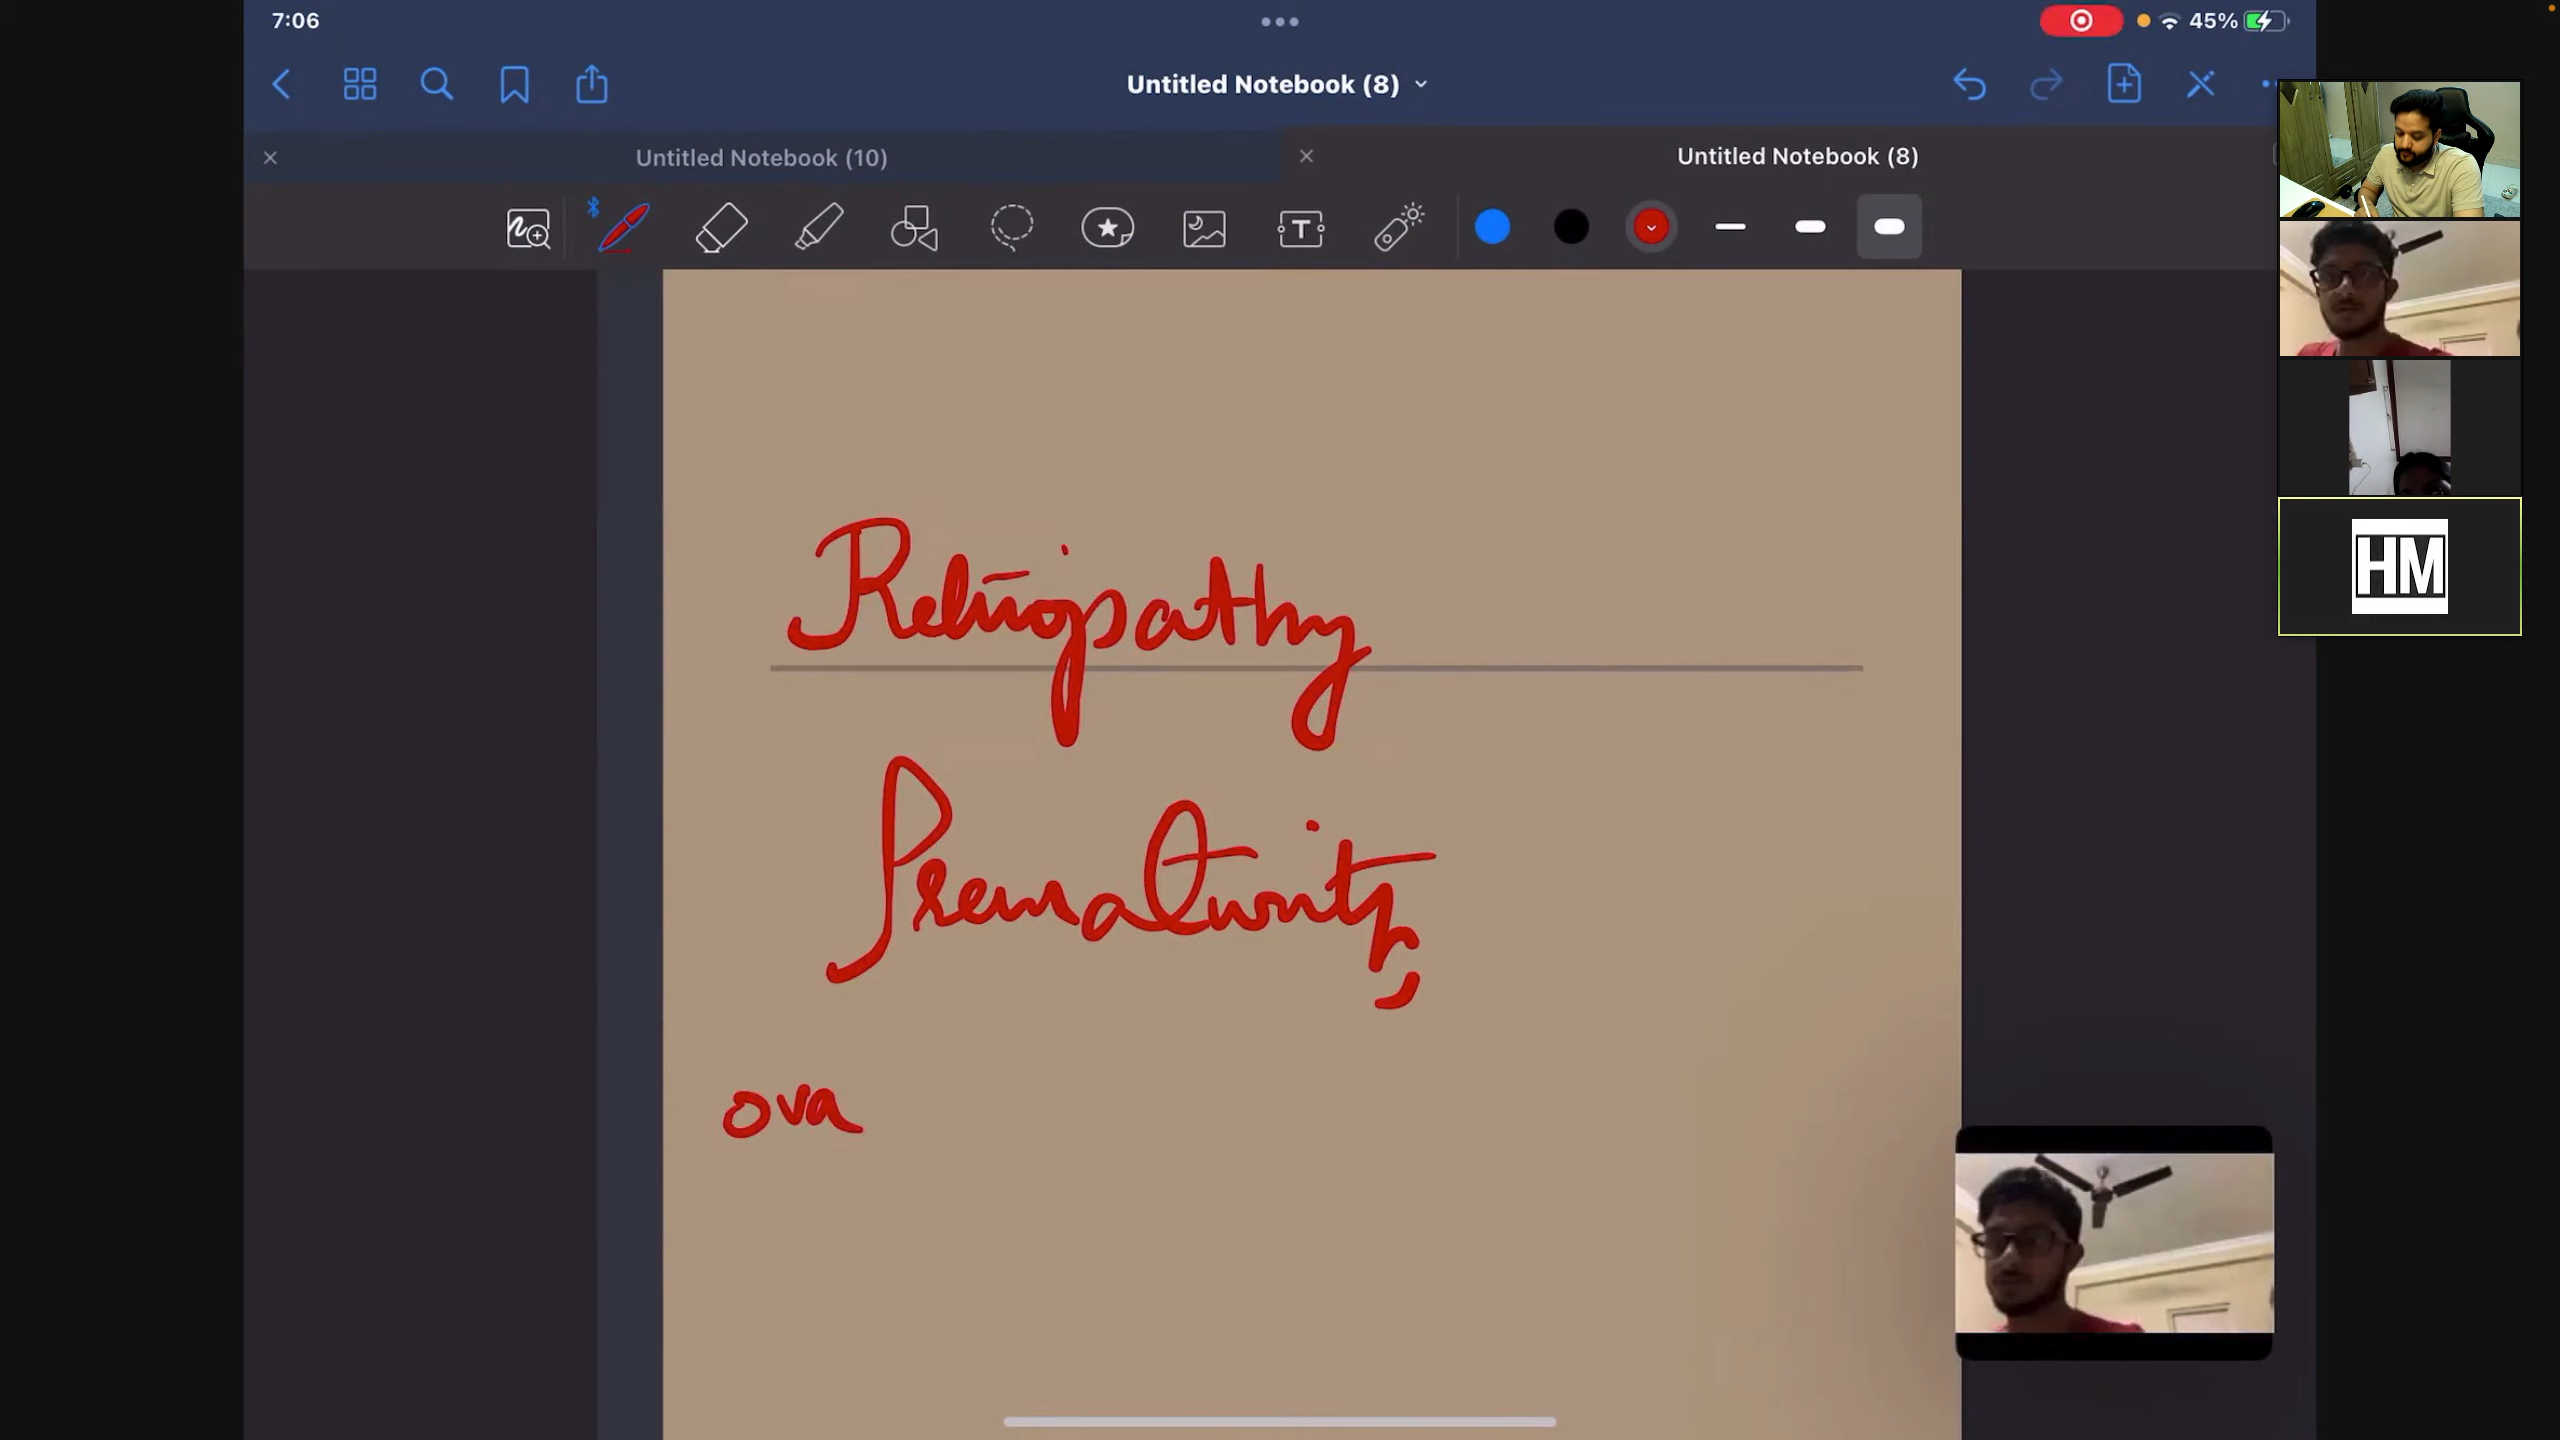 7:06
45%
Untitled Notebook (8)
Untitled Notebook (10)
Untitled Notebook (8)
T
HM
Retinopathy
Prematurity
ova